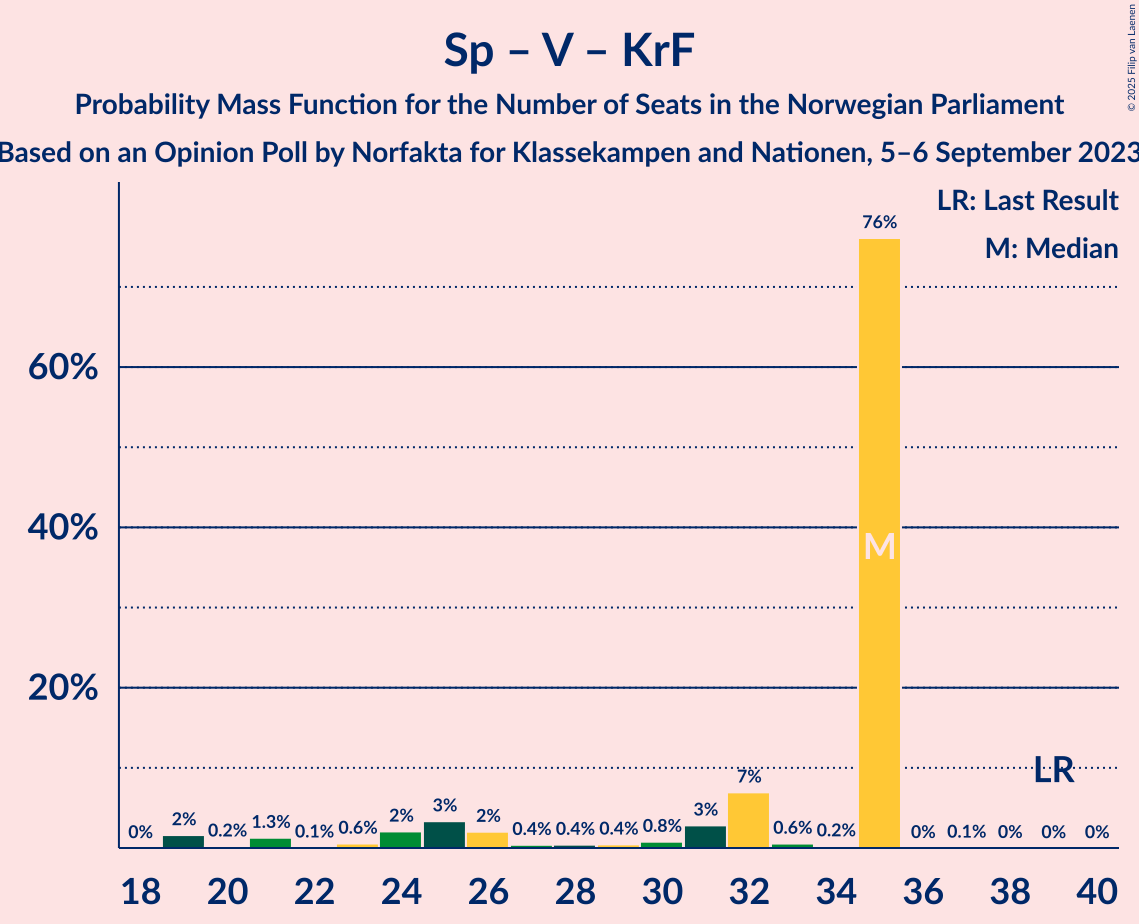 Sp – V – KrF
Probability Mass Function for the Number of Seats in the Norwegian Parliament
Based on an Opinion Poll by Norfakta for Klassekampen and Nationen, 5–6 September 2023
© 2025 Filip van Laenen
LR: Last Result
M: Median
60%
40%
20%
0%
2%
0.2%
1.3%
0.1%
0.6%
2%
3%
2%
0.4%
0.4%
0.4%
0.8%
3%
7%
0.6%
0.2%
76%
0%
0.1%
0%
0%
0%
M
LR
18 20 22 24 26 28 30 32 34 36 38 40